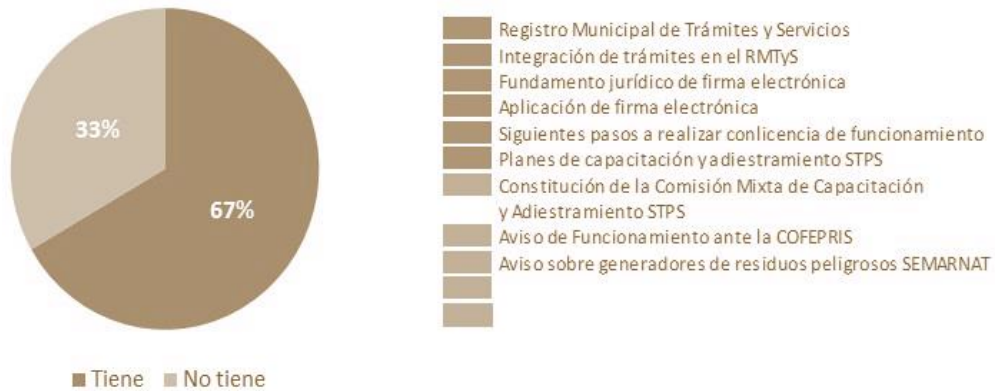 33%
67%
Tiene
No tiene
Registro Municipal de Trámites y Servicios
Integración de trámites en el RMTyS
Fundamento jurídico de firma electrónica
Aplicación de firma electrónica
Siguientes pasos a realizar conlicencia de funcionamiento
Planes de capacitación yadiestramiento STPS
Constitución de la Comisión Mixta de Capacitación
y Adiestramiento STPS
Aviso de Funcionamiento ante la COFEPRIS
Aviso sobre generadores de residuos peligrosos SEMARNAT